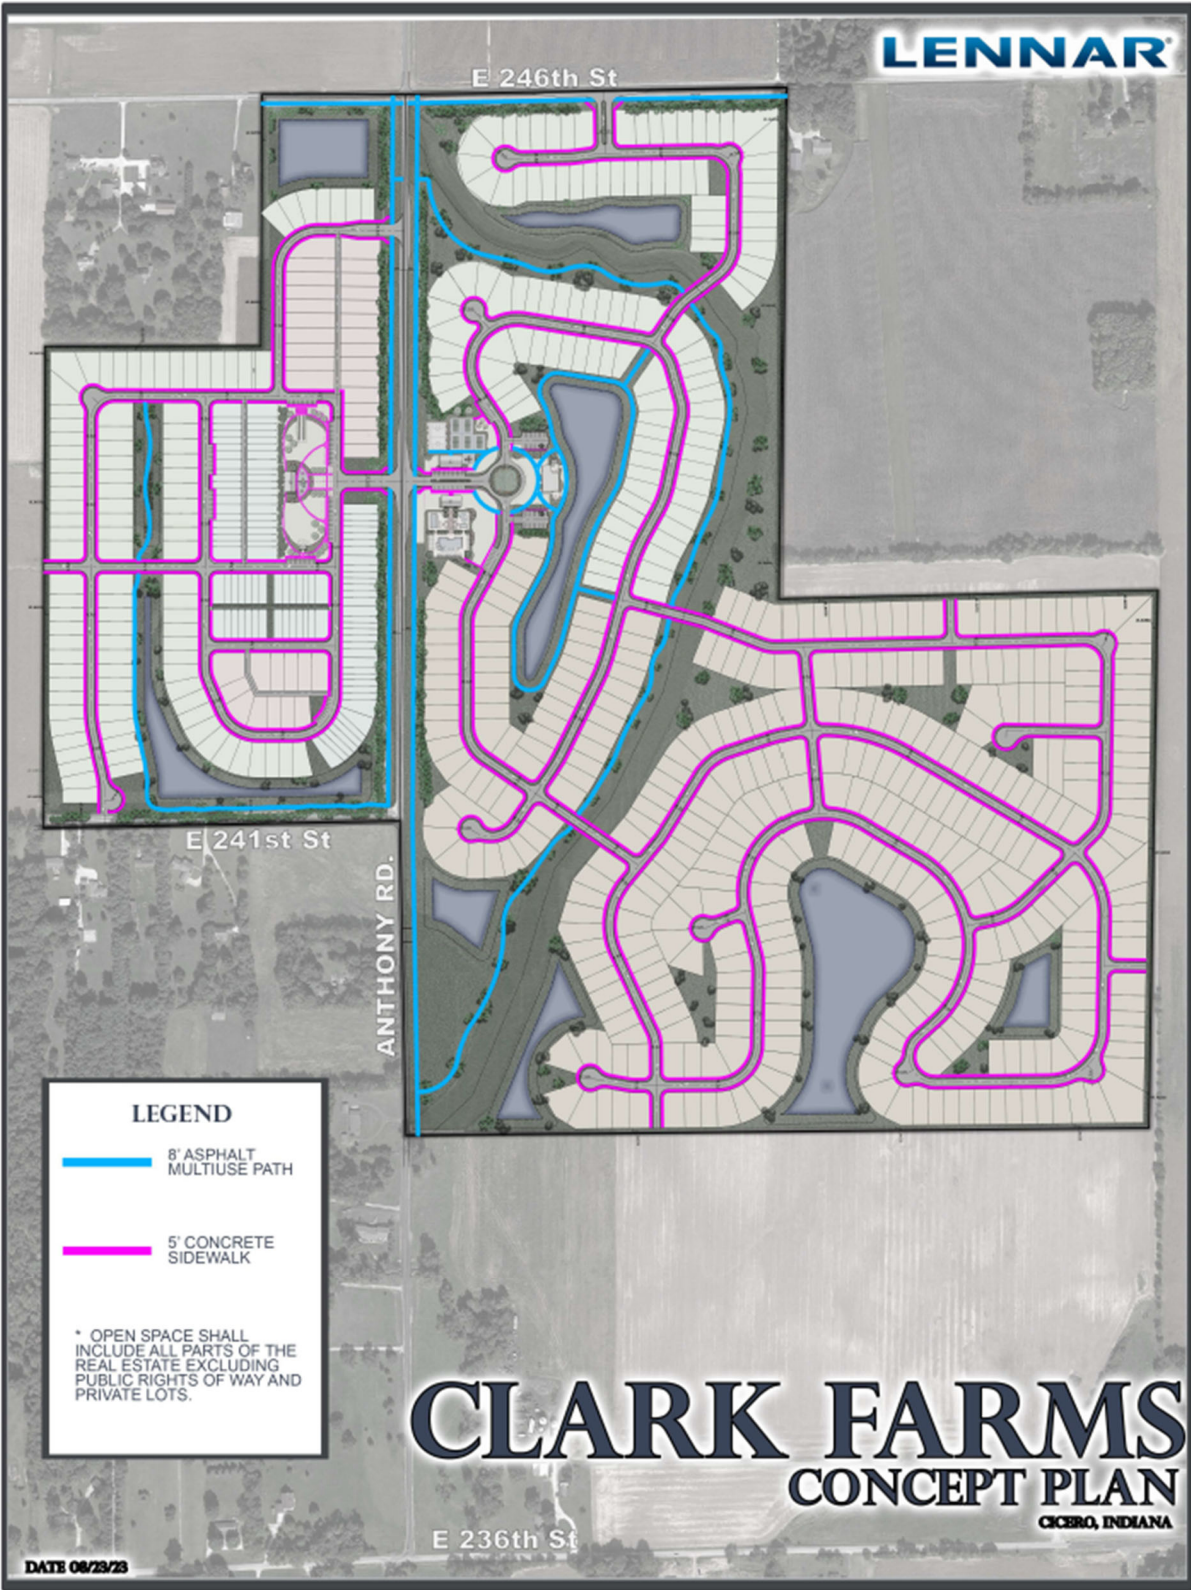 LENNAR
E 246th St
E 241st St
ANTHONY RD.
LEGEND
8' ASPHALT
MULTIUSE PATH
5' CONCRETE
SIDEWALK
* OPEN SPACE SHALL
INCLUDE ALL PARTS OF THE
REAL ESTATE EXCLUDING
PUBLIC RIGHTS OF WAY AND
PRIVATE LOTS.
CLARK FARMS
CONCEPT PLAN
CICERO, INDIANA
E 236th St
DATE 08/23/23